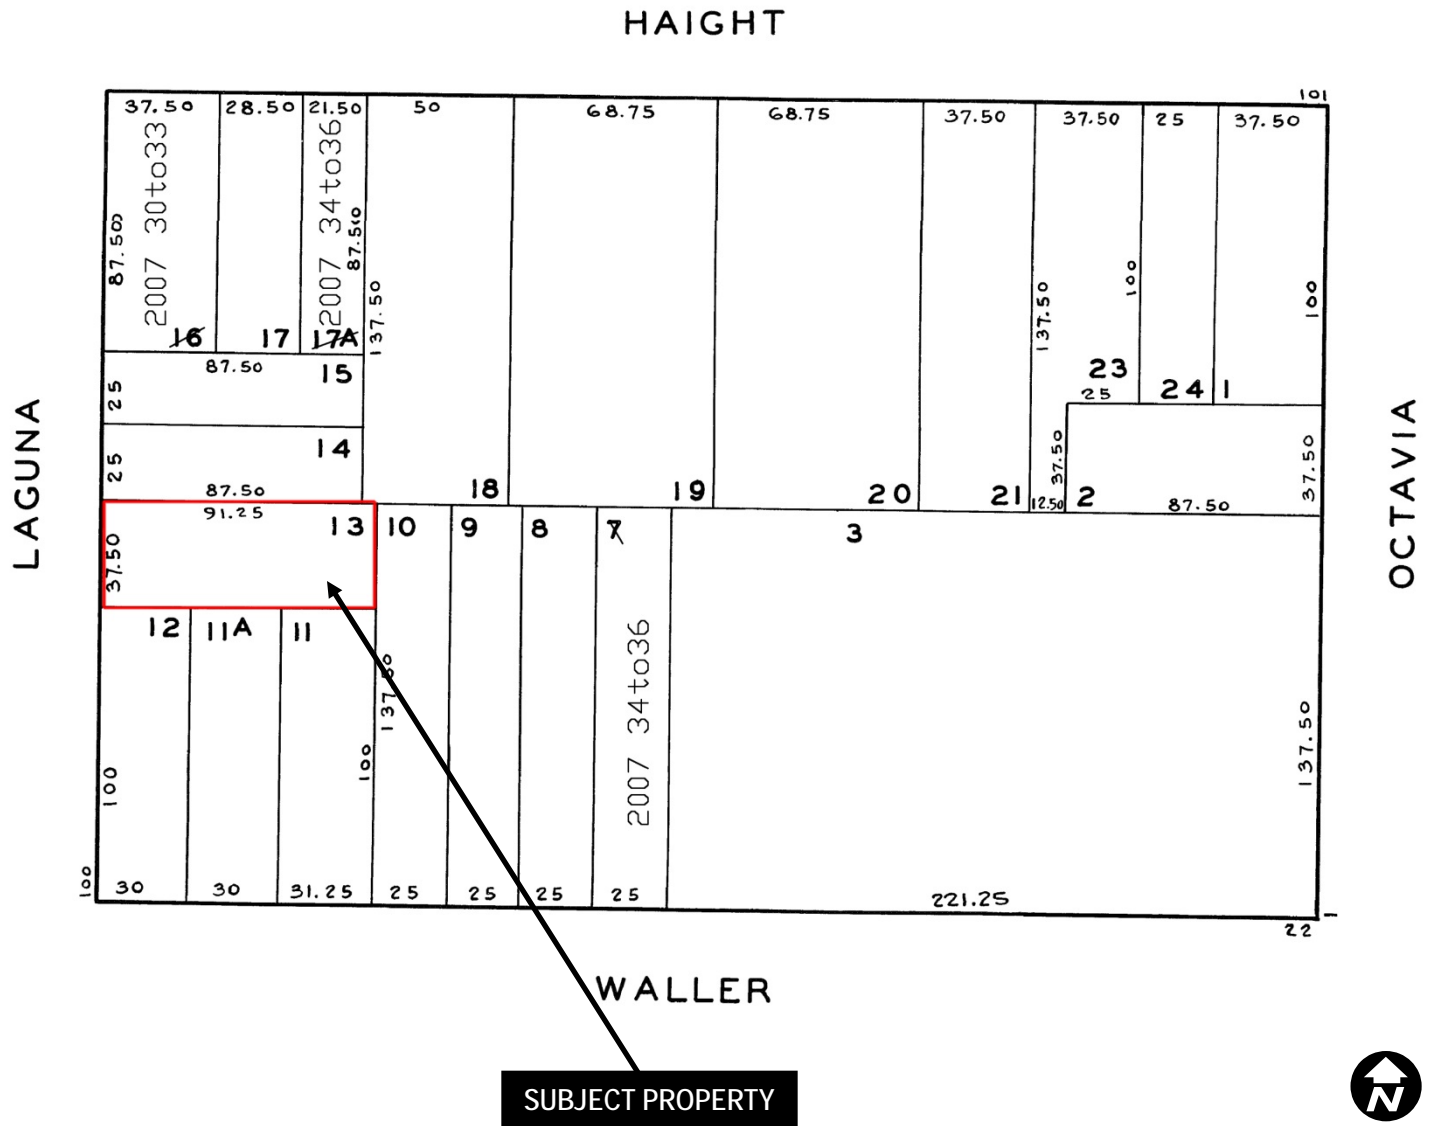 HAIGHT
101
37.50 28.50 21.50 50 68.75 68.75 37.50 37.50 25 37.50
2007 30to33
2007 34to36
87.50
87.50
137.50
137.50
100
100
16 17 17A
87.50 15
25
14
25
87.50
23
25
24 1
37.50
37.50
18 19 20 21 12.50 2 87.50
LAGUNA
OCTAVIA
91.25
13 10 9 8 7 3
37.50
12 11A 11
137.50
2007 34to36
137.50
100
100
100
30 30 31.25 25 25 25 25 221.25
22
WALLER
SUBJECT PROPERTY
N